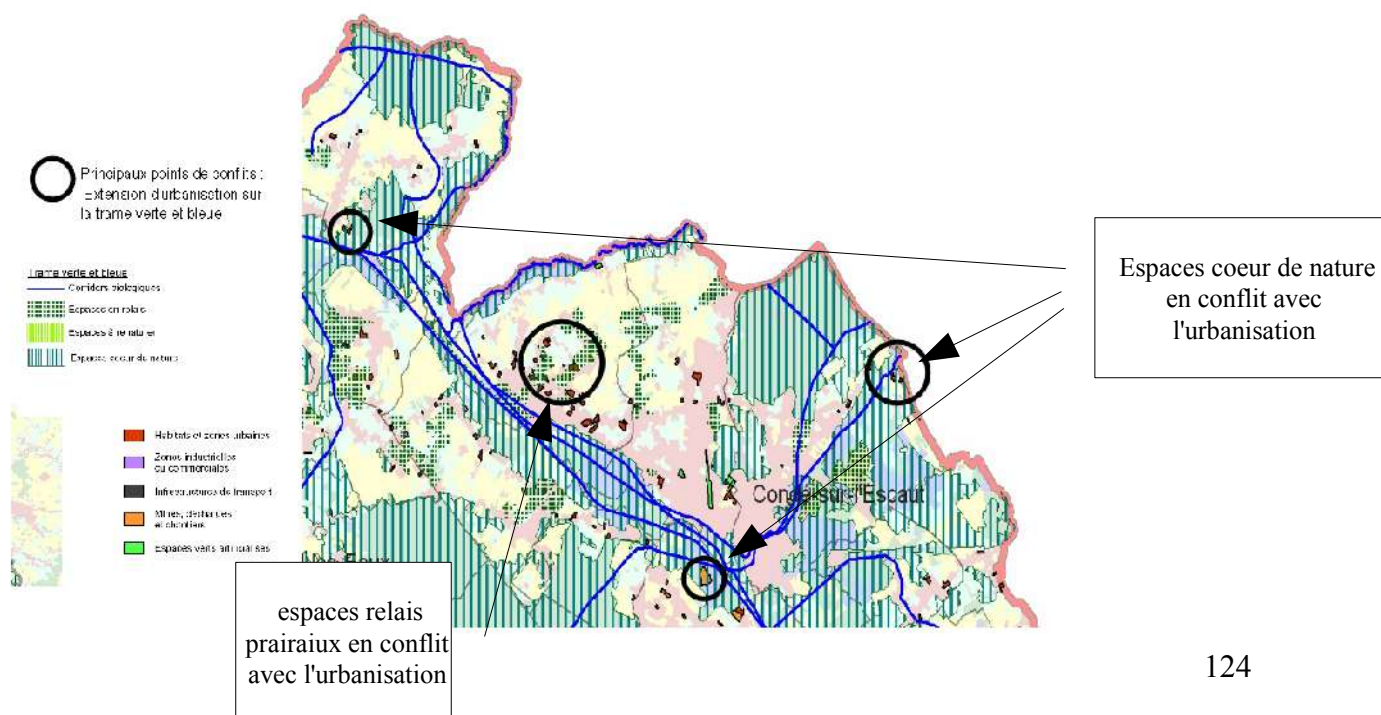 Principaux points de conflits :
Extension d'urbanisation sur
la trame verte et bleue
Trame verte et bleue
Corridors biologiques
Espaces en relais
Espaces à renaturer
Espaces coeur de nature
Habitats et zones urbaines
Zones industrielles
ou commerciales
Infrastructures de transport
Mines, décharges
et chantiers
Espaces verts artificialisés
Condé-sur-l'Escaut
Espaces coeur de nature
en conflit avec
l'urbanisation
espaces relais
prairaiux en conflit
avec l'urbanisation
124